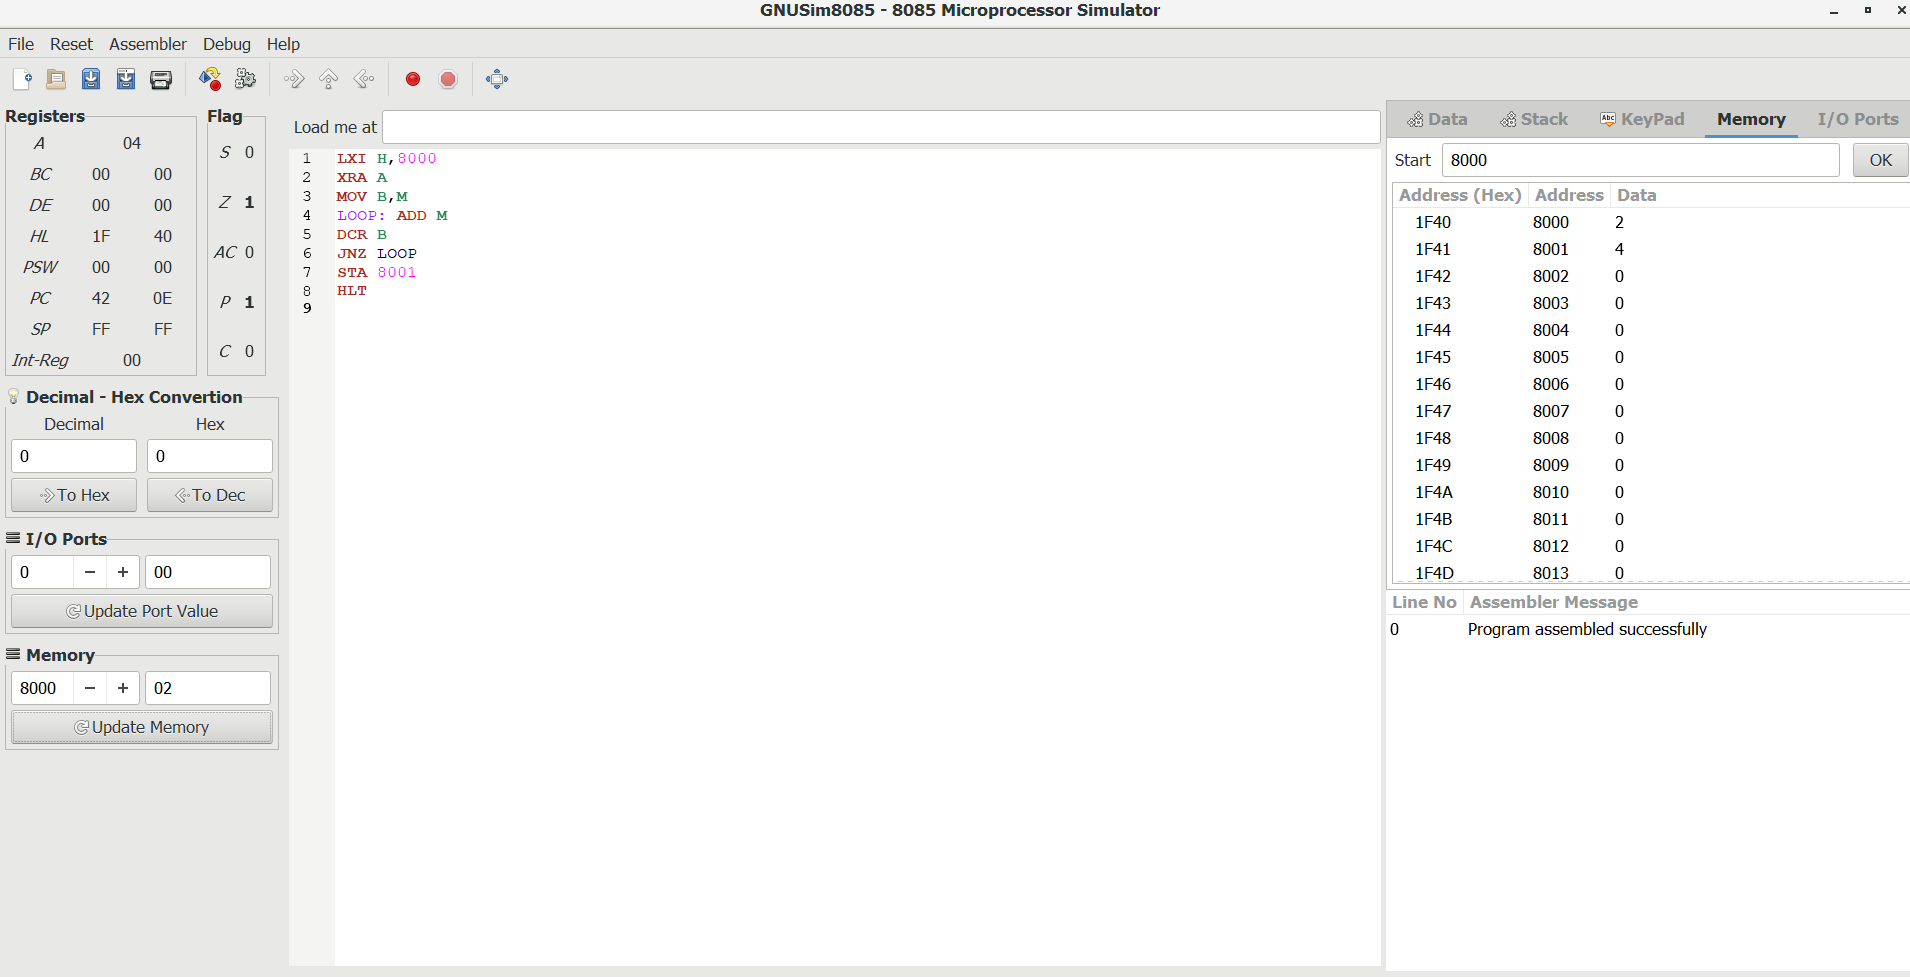 GNUSim8085 - 8085 Microprocessor Simulator
File Reset Assembler Debug Help
Registers
A 04
BC 00 00
DE 00 00
HL 1F 40
PSW 00 00
PC 42 0E
SP FF FF
Int-Reg 00
Flag
S 0
Z 1
AC 0
P 1
C 0
Decimal - Hex Convertion
Decimal Hex
0 0
To Hex To Dec
I/O Ports
0 − + 00
Update Port Value
Memory
8000 − + 02
Update Memory
Load me at
1 LXI H,8000
2 XRA A
3 MOV B,M
4 LOOP: ADD M
5 DCR B
6 JNZ LOOP
7 STA 8001
8 HLT
9
Data Stack Abc KeyPad Memory I/O Ports
Start 8000 OK
Address (Hex) Address Data
1F40 8000 2
1F41 8001 4
1F42 8002 0
1F43 8003 0
1F44 8004 0
1F45 8005 0
1F46 8006 0
1F47 8007 0
1F48 8008 0
1F49 8009 0
1F4A 8010 0
1F4B 8011 0
1F4C 8012 0
1F4D 8013 0
Line No Assembler Message
0 Program assembled successfully